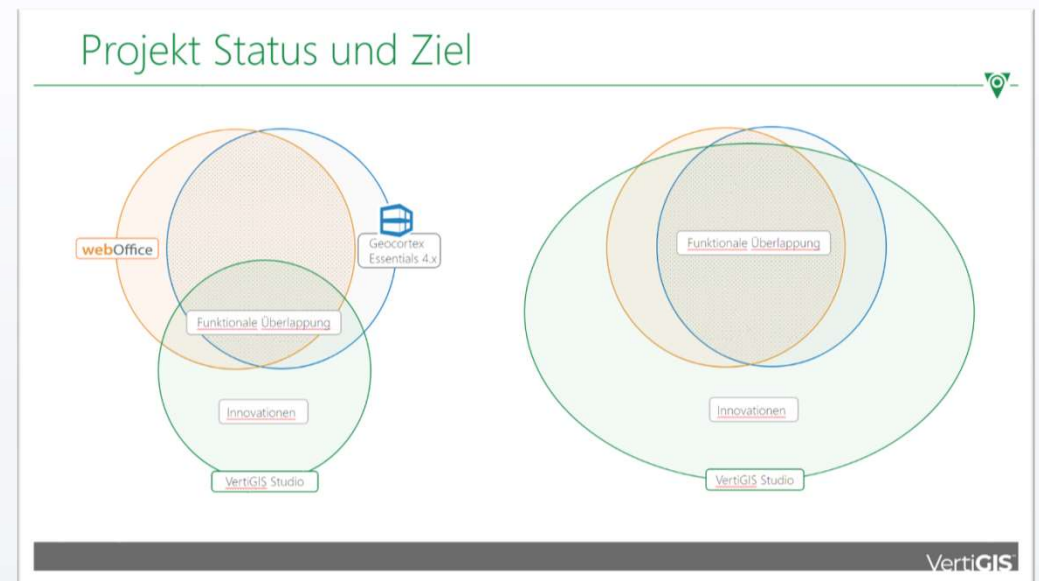 Projekt Status und Ziel
webOffice
Geocortex
Essentials 4.x
Funktionale Überlappung
Innovationen
VertiGIS Studio
Funktionale Überlappung
Innovationen
VertiGIS Studio
VertiGIS